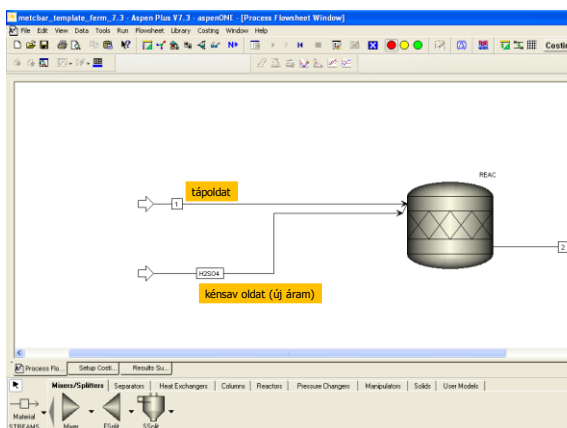 metcbar_template_ferm_7.3 - Aspen Plus V7.3 - aspenONE - [Process Flowsheet Window]
File Edit View Data Tools Run Flowsheet Library Costing Window Help
N>
Costin
REAC
tápoldat
1
2
H2SO4
kénsav oldat (új áram)
Process Flo... Setup Costi... Results Su...
Mixers/Splitters | Separators | Heat Exchangers | Columns | Reactors | Pressure Changers | Manipulators | Solids | User Models |
Material
STREAMS Mixer FSplit SSplit